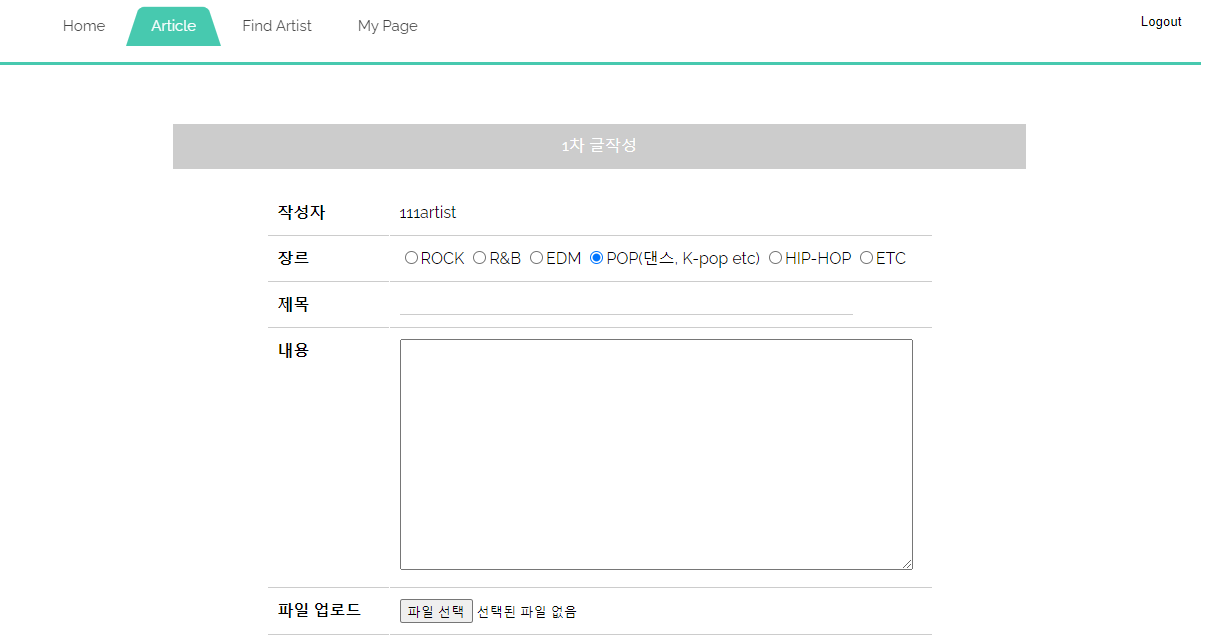 Home Article Find Artist My Page Logout
1차 글작성
작성자 111artist
장르 ROCK R&B EDM POP(댄스, K-pop etc) HIP-HOP ETC
제목
내용
파일 업로드 파일 선택 선택된 파일 없음